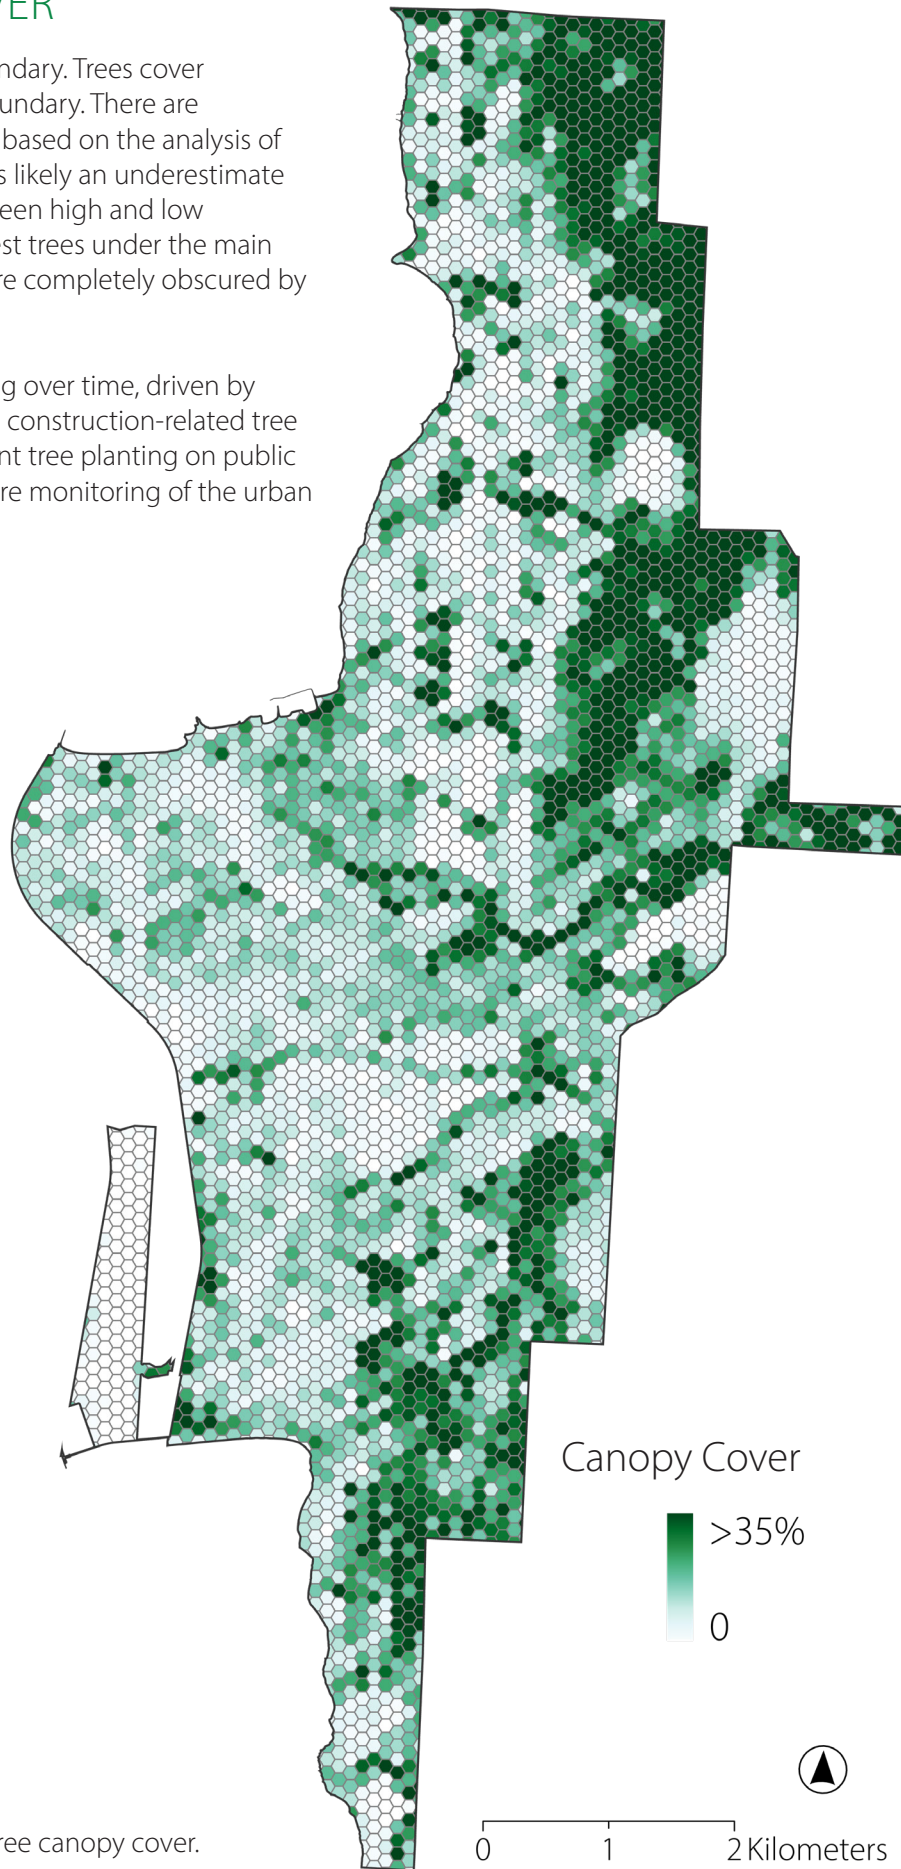 ndary. Trees cover
undary. There are
based on the analysis of
s likely an underestimate
een high and low
est trees under the main
re completely obscured by
g over time, driven by
construction-related tree
nt tree planting on public
re monitoring of the urban
Canopy Cover
>35%
0
ree canopy cover.
0 1 2 Kilometers